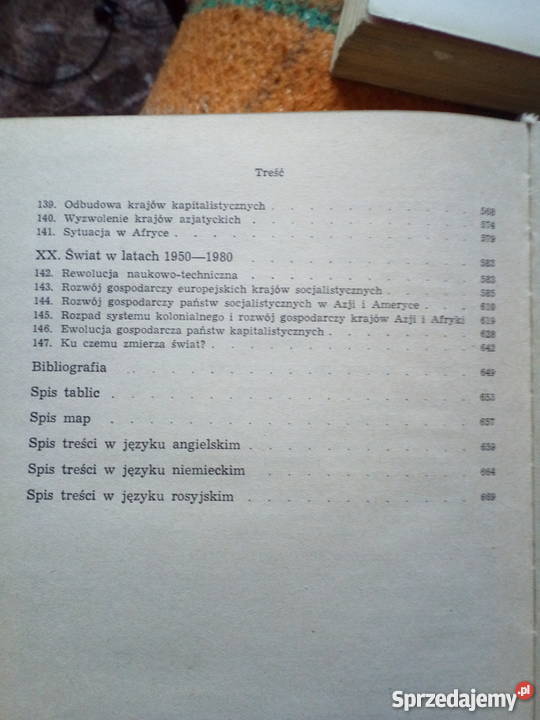 Treść
139. Odbudowa krajów kapitalistycznych . . . . . . . . 568
140. Wyzwolenie krajów azjatyckich . . . . . . . . . 574
141. Sytuacja w Afryce . . . . . . . . . . . . 579
XX. Świat w latach 1950—1980 . . . . . . . . . . 583
142. Rewolucja naukowo-techniczna . . . . . . . . . 583
143. Rozwój gospodarczy europejskich krajów socjalistycznych . . . . 585
144. Rozwój gospodarczy państw socjalistycznych w Azji i Ameryce . . . 610
145. Rozpad systemu kolonialnego i rozwój gospodarczy krajów Azji i Afryki 619
146. Ewolucja gospodarcza państw kapitalistycznych . . . . . . 628
147. Ku czemu zmierza świat? . . . . . . . . . . 642
Bibliografia . . . . . . . . . . . . . 649
Spis tablic . . . . . . . . . . . . . 653
Spis map . . . . . . . . . . . . . 657
Spis treści w języku angielskim . . . . . . . . . 659
Spis treści w języku niemieckim . . . . . . . . . 664
Spis treści w języku rosyjskim . . . . . . . . . 669
Sprzedajemy.pl